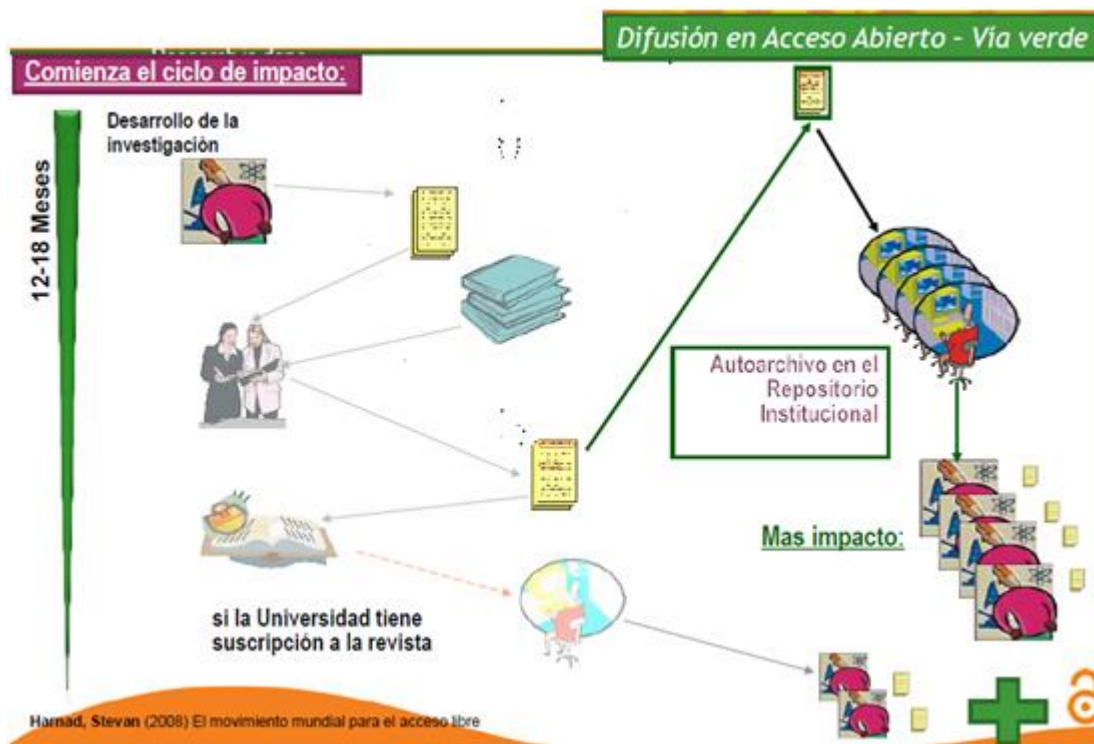 Difusión en Acceso Abierto - Vía verde
Comienza el ciclo de impacto:
Desarrollo de la
investigación
12-18 Meses
Autoarchivo en el
Repositorio
Institucional
Mas impacto:
si la Universidad tiene
suscripción a la revista
Harnad, Stevan (2008) El movimiento mundial para el acceso libre